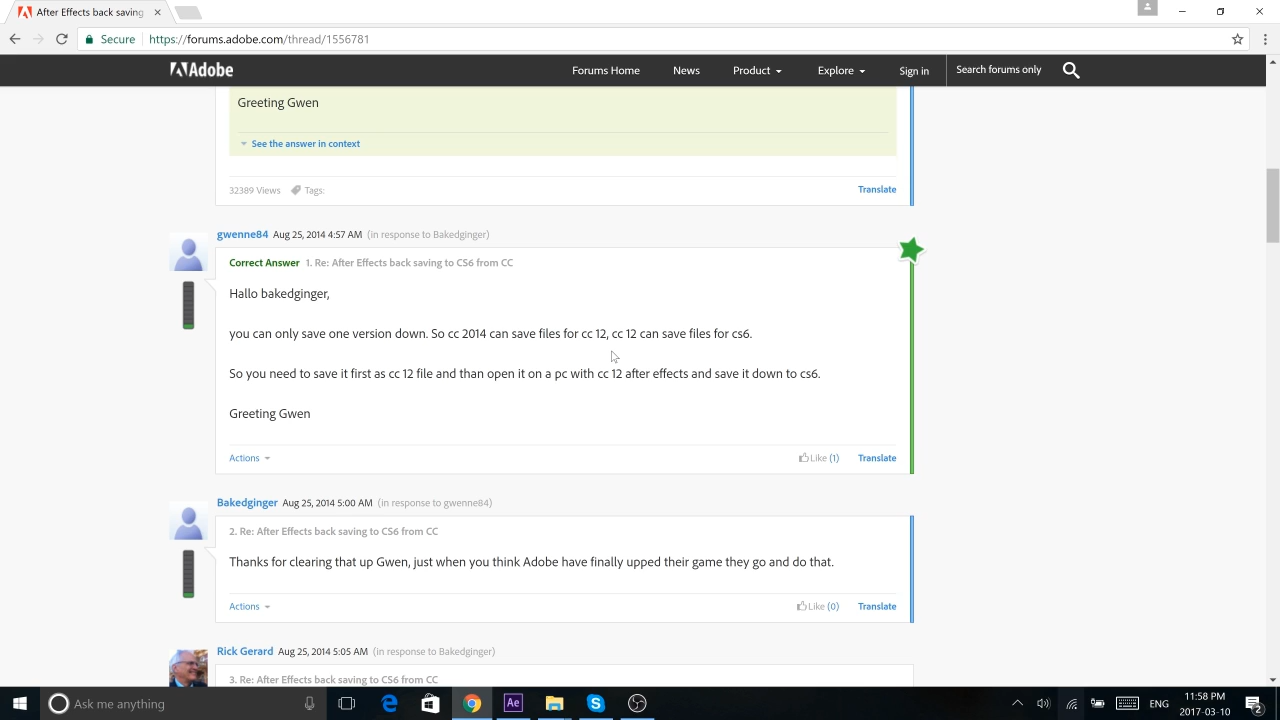 After Effects back saving
Secure https://forums.adobe.com/thread/1556781
Adobe Forums Home News Product Explore Sign in Search forums only
Greeting Gwen
See the answer in context
32389 Views Tags: Translate
gwenne84 Aug 25, 2014 4:57 AM (in response to Bakedginger)
Correct Answer 1. Re: After Effects back saving to CS6 from CC
Hallo bakedginger,
you can only save one version down. So cc 2014 can save files for cc 12, cc 12 can save files for cs6.
So you need to save it first as cc 12 file and than open it on a pc with cc 12 after effects and save it down to cs6.
Greeting Gwen
Actions Like (1) Translate
Bakedginger Aug 25, 2014 5:00 AM (in response to gwenne84)
2. Re: After Effects back saving to CS6 from CC
Thanks for clearing that up Gwen, just when you think Adobe have finally upped their game they go and do that.
Actions Like (0) Translate
Rick Gerard Aug 25, 2014 5:05 AM (in response to Bakedginger)
3. Re: After Effects back saving to CS6 from CC
Ask me anything Ae ENG 11:58 PM
2017-03-10 2